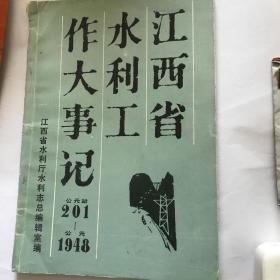 江西省
水利工
作大事记
公元前
201
公元
1948
江西省水利厅水利志总编辑室编